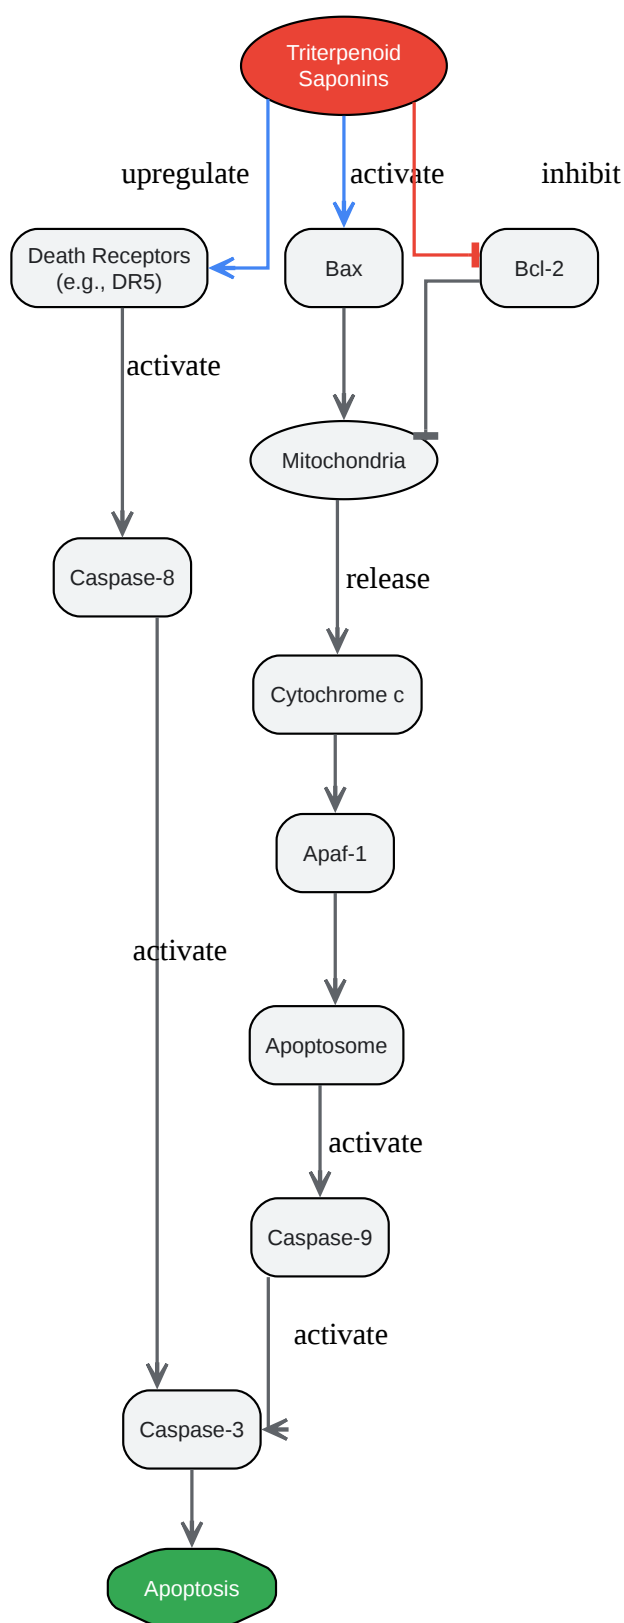 Triterpenoid
Saponins
upregulate
activate
inhibit
Death Receptors
(e.g., DR5)
Bax
Bcl-2
activate
Mitochondria
Caspase-8
release
Cytochrome c
Apaf-1
activate
Apoptosome
activate
Caspase-9
activate
Caspase-3
Apoptosis